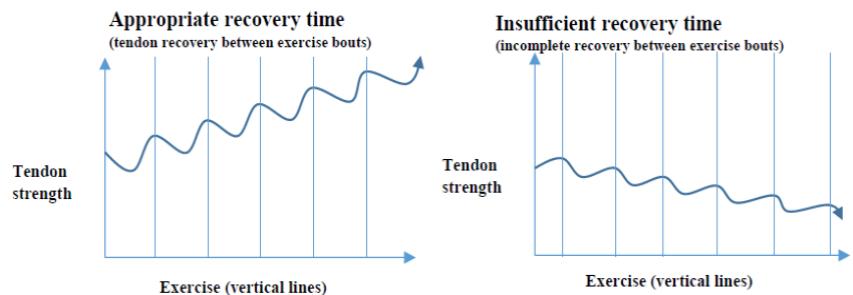 Appropriate recovery time
(tendon recovery between exercise bouts)
Tendon
strength
Exercise (vertical lines)
Insufficient recovery time
(incomplete recovery between exercise bouts)
Tendon
strength
Exercise (vertical lines)